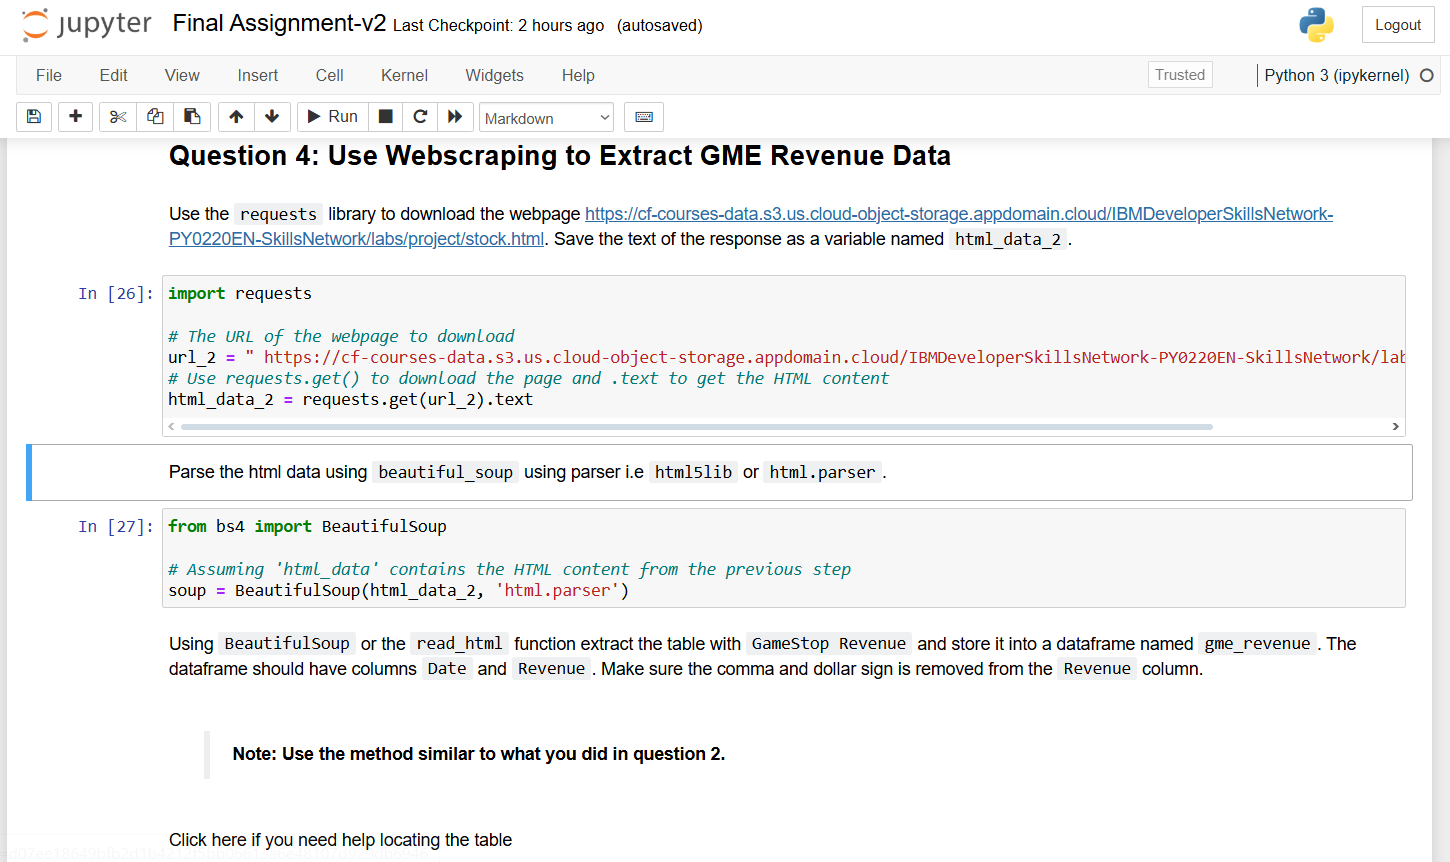 jupyter Final Assignment-v2 Last Checkpoint: 2 hours ago (autosaved) Logout
File Edit View Insert Cell Kernel Widgets Help Trusted Python 3 (ipykernel)
Run Markdown
Question 4: Use Webscraping to Extract GME Revenue Data
Use the requests library to download the webpage https://cf-courses-data.s3.us.cloud-object-storage.appdomain.cloud/IBMDeveloperSkillsNetwork-
PY0220EN-SkillsNetwork/labs/project/stock.html. Save the text of the response as a variable named html_data_2.
In [26]: import requests
# The URL of the webpage to download
url_2 = " https://cf-courses-data.s3.us.cloud-object-storage.appdomain.cloud/IBMDeveloperSkillsNetwork-PY0220EN-SkillsNetwork/lab
# Use requests.get() to download the page and .text to get the HTML content
html_data_2 = requests.get(url_2).text
Parse the html data using beautiful_soup using parser i.e html5lib or html.parser.
In [27]: from bs4 import BeautifulSoup
# Assuming 'html_data' contains the HTML content from the previous step
soup = BeautifulSoup(html_data_2, 'html.parser')
Using BeautifulSoup or the read_html function extract the table with GameStop Revenue and store it into a dataframe named gme_revenue. The
dataframe should have columns Date and Revenue. Make sure the comma and dollar sign is removed from the Revenue column.
Note: Use the method similar to what you did in question 2.
Click here if you need help locating the table